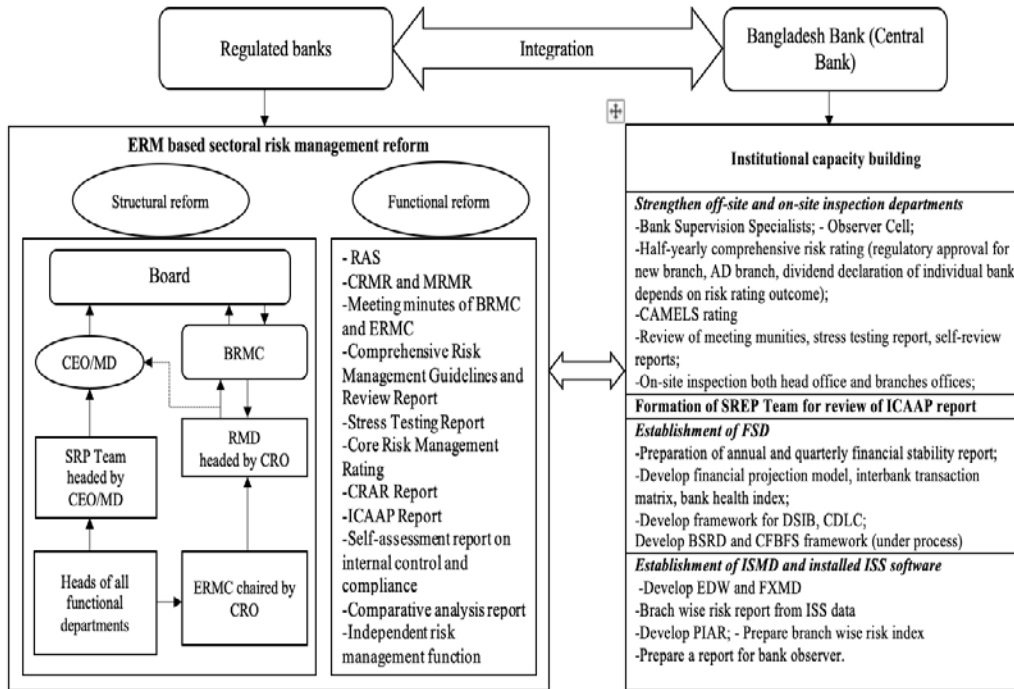 Regulated banks
Integration
Bangladesh Bank (Central
Bank)
ERM based sectoral risk management reform
Structural reform
Functional reform
Board
CEO/MD
BRMC
SRP Team
headed by
CEO/MD
RMD
headed by CRO
Heads of all
functional
departments
ERMC chaired by
CRO
- RAS
-CRMR and MRMR
-Meeting minutes of BRMC
and ERMC
-Comprehensive Risk
Management Guidelines and
Review Report
-Stress Testing Report
-Core Risk Management
Rating
-CRAR Report
-ICAAP Report
-Self-assessment report on
internal control and
compliance
-Comparative analysis report
-Independent risk
management function
Institutional capacity building
Strengthen off-site and on-site inspection departments
-Bank Supervision Specialists; - Observer Cell;
-Half-yearly comprehensive risk rating (regulatory approval for
new branch, AD branch, dividend declaration of individual bank
depends on risk rating outcome);
-CAMELS rating
-Review of meeting munities, stress testing report, self-review
reports;
-On-site inspection both head office and branches offices;
Formation of SREP Team for review of ICAAP report
Establishment of FSD
-Preparation of annual and quarterly financial stability report;
-Develop financial projection model, interbank transaction
matrix, bank health index;
-Develop framework for DSIB, CDLC;
Develop BSRD and CFBFS framework (under process)
Establishment of ISMD and installed ISS software
-Develop EDW and FXMD
-Brach wise risk report from ISS data
-Develop PIAR; - Prepare branch wise risk index
-Prepare a report for bank observer.